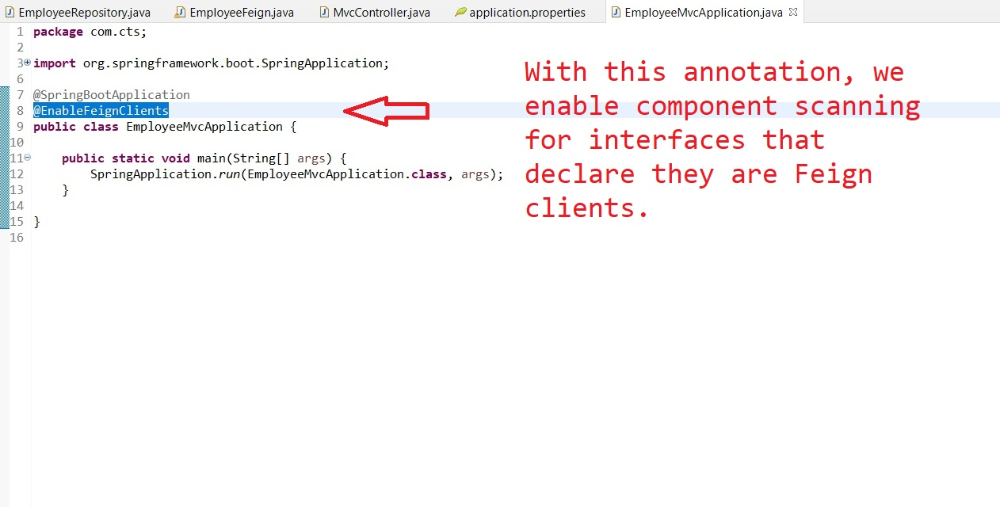 EmployeeRepository.java EmployeeFeign.java MvcController.java application.properties EmployeeMvcApplication.java
1 package com.cts;
2
3 import org.springframework.boot.SpringApplication;
6
7 @SpringBootApplication
8 @EnableFeignClients
9 public class EmployeeMvcApplication {
10
11 public static void main(String[] args) {
12 SpringApplication.run(EmployeeMvcApplication.class, args);
13 }
14
15 }
16
With this annotation, we
enable component scanning
for interfaces that
declare they are Feign
clients.